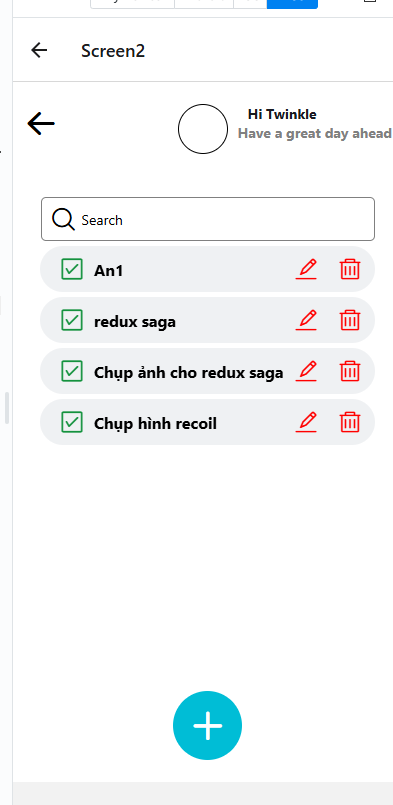 Screen2
Hi Twinkle
Have a great day ahead
Search
An1
redux saga
Chụp ảnh cho redux saga
Chụp hình recoil